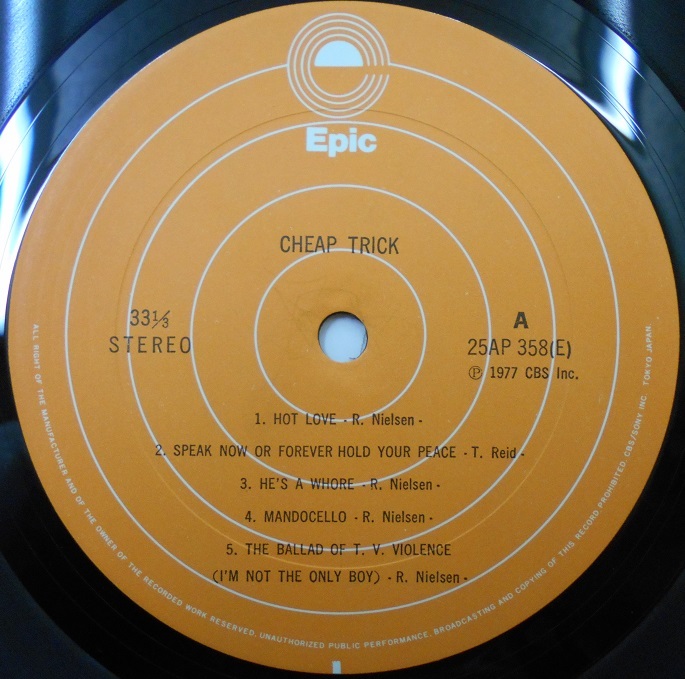 Epic
CHEAP TRICK
33⅓
STEREO
A
25AP 358(E)
Ⓟ 1977 CBS Inc.
1. HOT LOVE - R. Nielsen -
2. SPEAK NOW OR FOREVER HOLD YOUR PEACE - T. Reid -
3. HE'S A WHORE - R. Nielsen -
4. MANDOCELLO - R. Nielsen -
5. THE BALLAD OF T. V. VIOLENCE
(I'M NOT THE ONLY BOY) - R. Nielsen -
ALL RIGHT OF THE MANUFACTURER AND OF THE OWNER OF THE RECORDED WORK RESERVED. UNAUTHORIZED PUBLIC PERFORMANCE, BROADCASTING AND COPYING OF THIS RECORD PROHIBITED. CBS/SONY INC. TOKYO JAPAN.